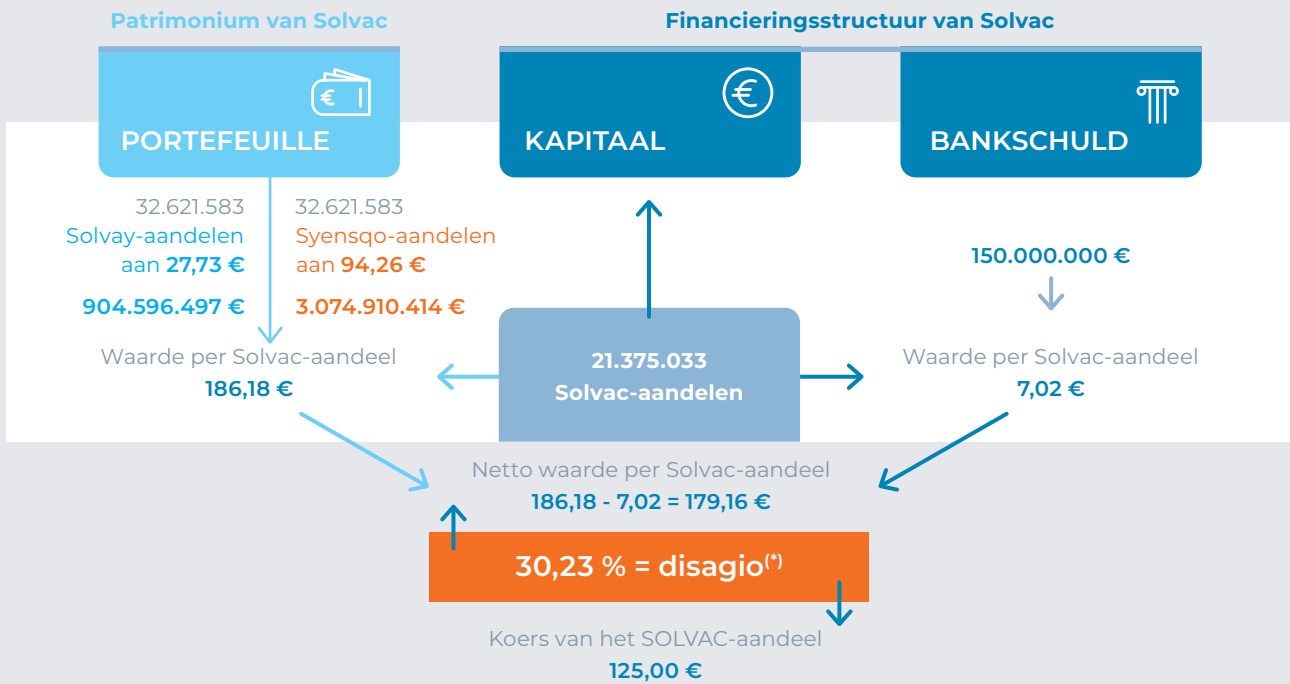 Patrimonium van Solvac
Financieringsstructuur van Solvac
€
PORTEFEUILLE
€
KAPITAAL
BANKSCHULD
32.621.583
Solvay-aandelen
aan 27,73 €
904.596.497 €
32.621.583
Syensqo-aandelen
aan 94,26 €
3.074.910.414 €
150.000.000 €
Waarde per Solvac-aandeel
186,18 €
21.375.033
Solvac-aandelen
Waarde per Solvac-aandeel
7,02 €
Netto waarde per Solvac-aandeel
186,18 - 7,02 = 179,16 €
30,23 % = disagio(*)
Koers van het SOLVAC-aandeel
125,00 €